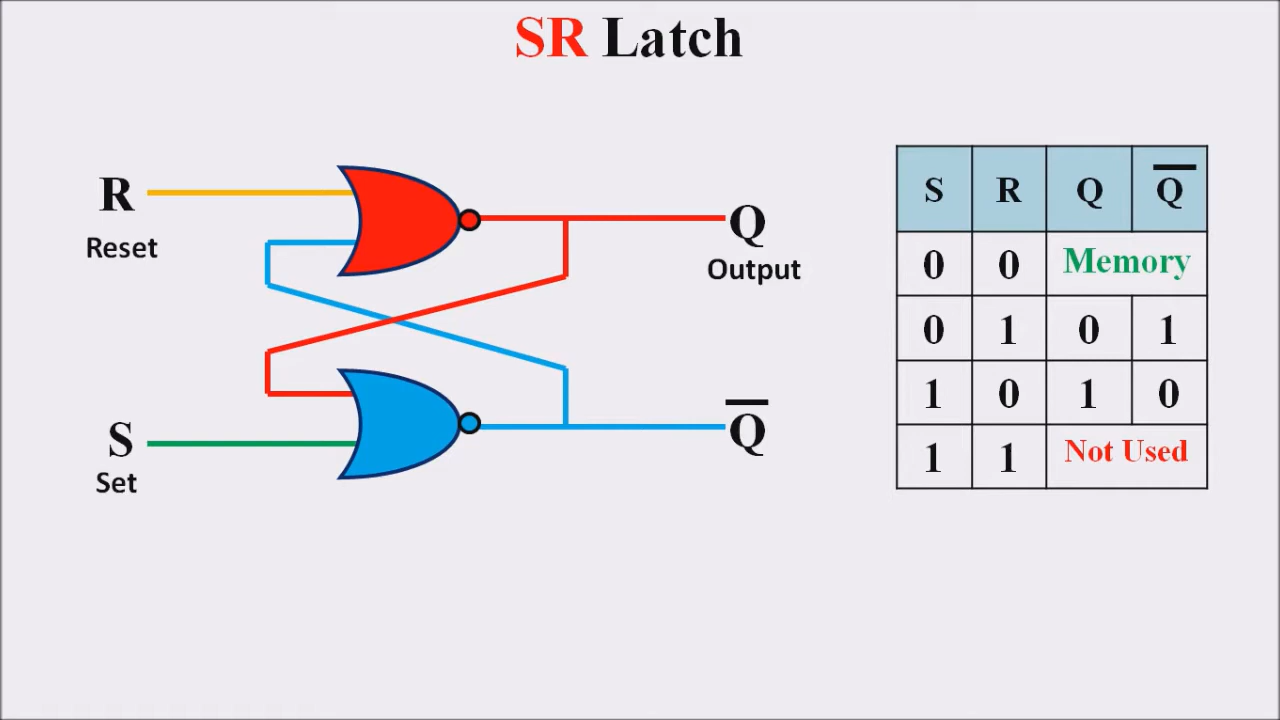 SR Latch
R
Reset
S
Set
Q
Output
Q̅
S R Q Q̅
0 0 Memory
0 1 0 1
1 0 1 0
1 1 Not Used